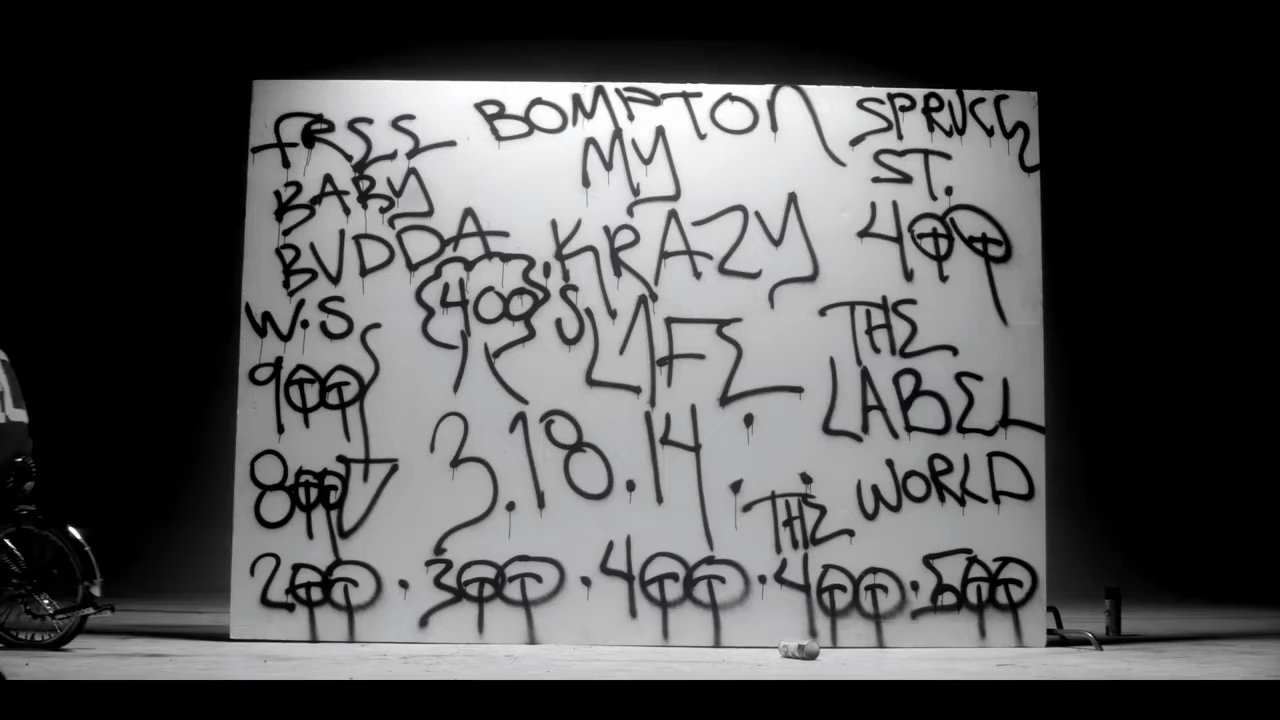 FREE
BABY
BUDDA
W.S
900
800
BOMPTON
MY
KRAZY
LIFE
400'S
3.18.14
SPRUCE
ST.
400
THE
LABEL
THE WORLD
200 · 300 · 400 · 400 · 500